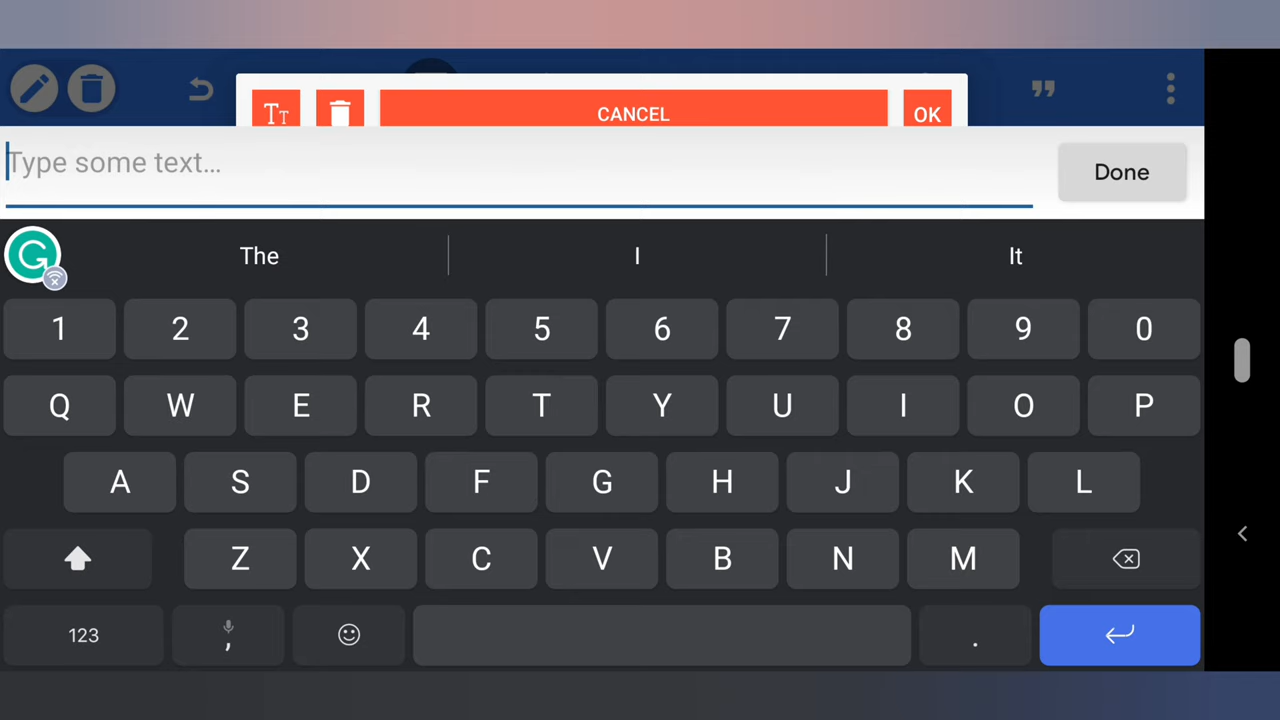 CANCEL
OK
Type some text...
Done
The
I
It
1 2 3 4 5 6 7 8 9 0
Q W E R T Y U I O P
A S D F G H J K L
Z X C V B N M
123 , .